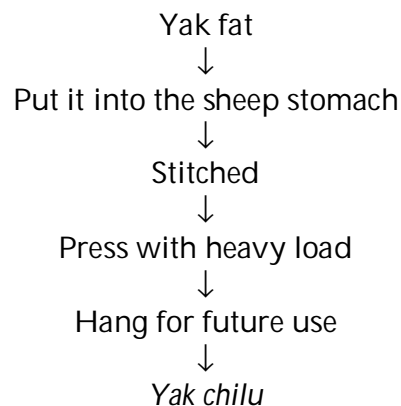 Yak fat
↓
Put it into the sheep stomach
↓
Stitched
↓
Press with heavy load
↓
Hang for future use
↓
Yak chilu